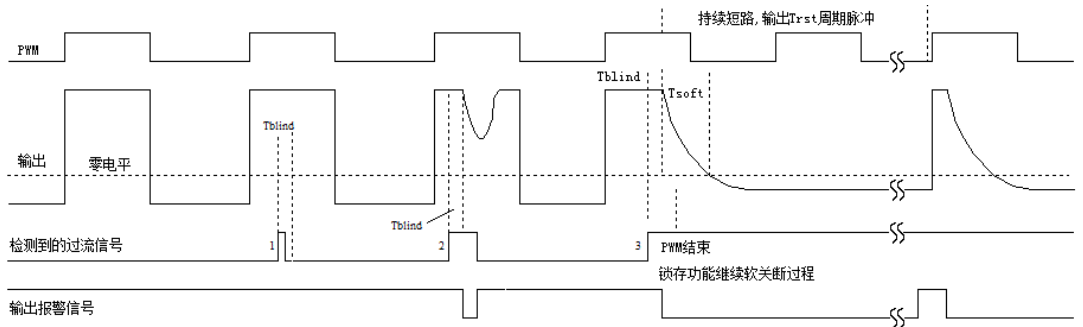 持续短路,输出Trst周期脉冲
PWM
Tblind
Tsoft
Tblind
输出
零电平
Tblind
检测到的过流信号
1
2
3
PWM结束
锁存功能继续软关断过程
输出报警信号